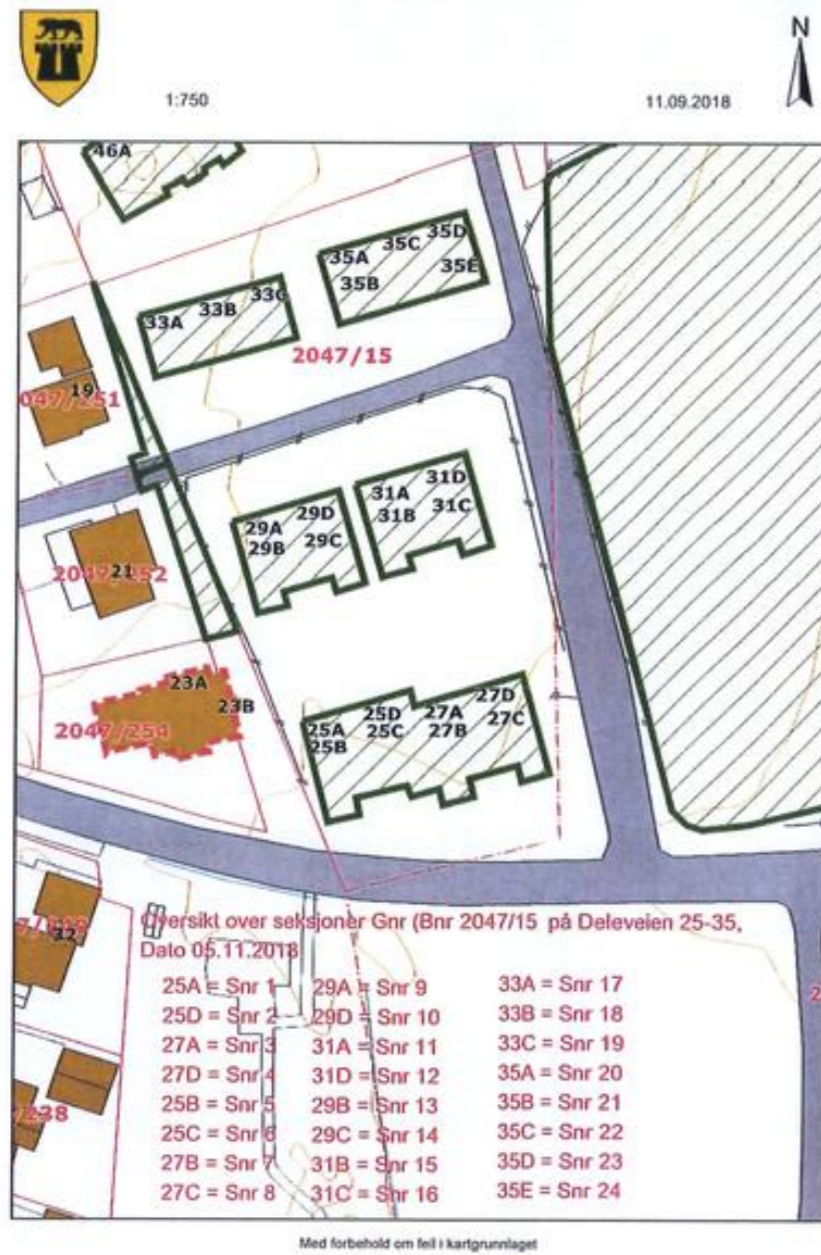 N
1:750
11.09.2018
46A
35A
35C
35D
35B
35E
33A
33B
33C
2047/15
19
047/251
31A
31D
31B
31C
29A
29D
29B
29C
2047/252
21
23A
23B
2047/254
25A
25D
27A
27D
25B
25C
27B
27C
Oversikt over seksjoner Gnr (Bnr 2047/15 på Deleveien 25-35,
Dato 05.11.2018
25A = Snr 1 29A = Snr 9 33A = Snr 17
25D = Snr 2 29D = Snr 10 33B = Snr 18
27A = Snr 3 31A = Snr 11 33C = Snr 19
27D = Snr 4 31D = Snr 12 35A = Snr 20
25B = Snr 5 29B = Snr 13 35B = Snr 21
25C = Snr 6 29C = Snr 14 35C = Snr 22
27B = Snr 7 31B = Snr 15 35D = Snr 23
27C = Snr 8 31C = Snr 16 35E = Snr 24
/238
2
Med forbehold om feil i kartgrunnlaget